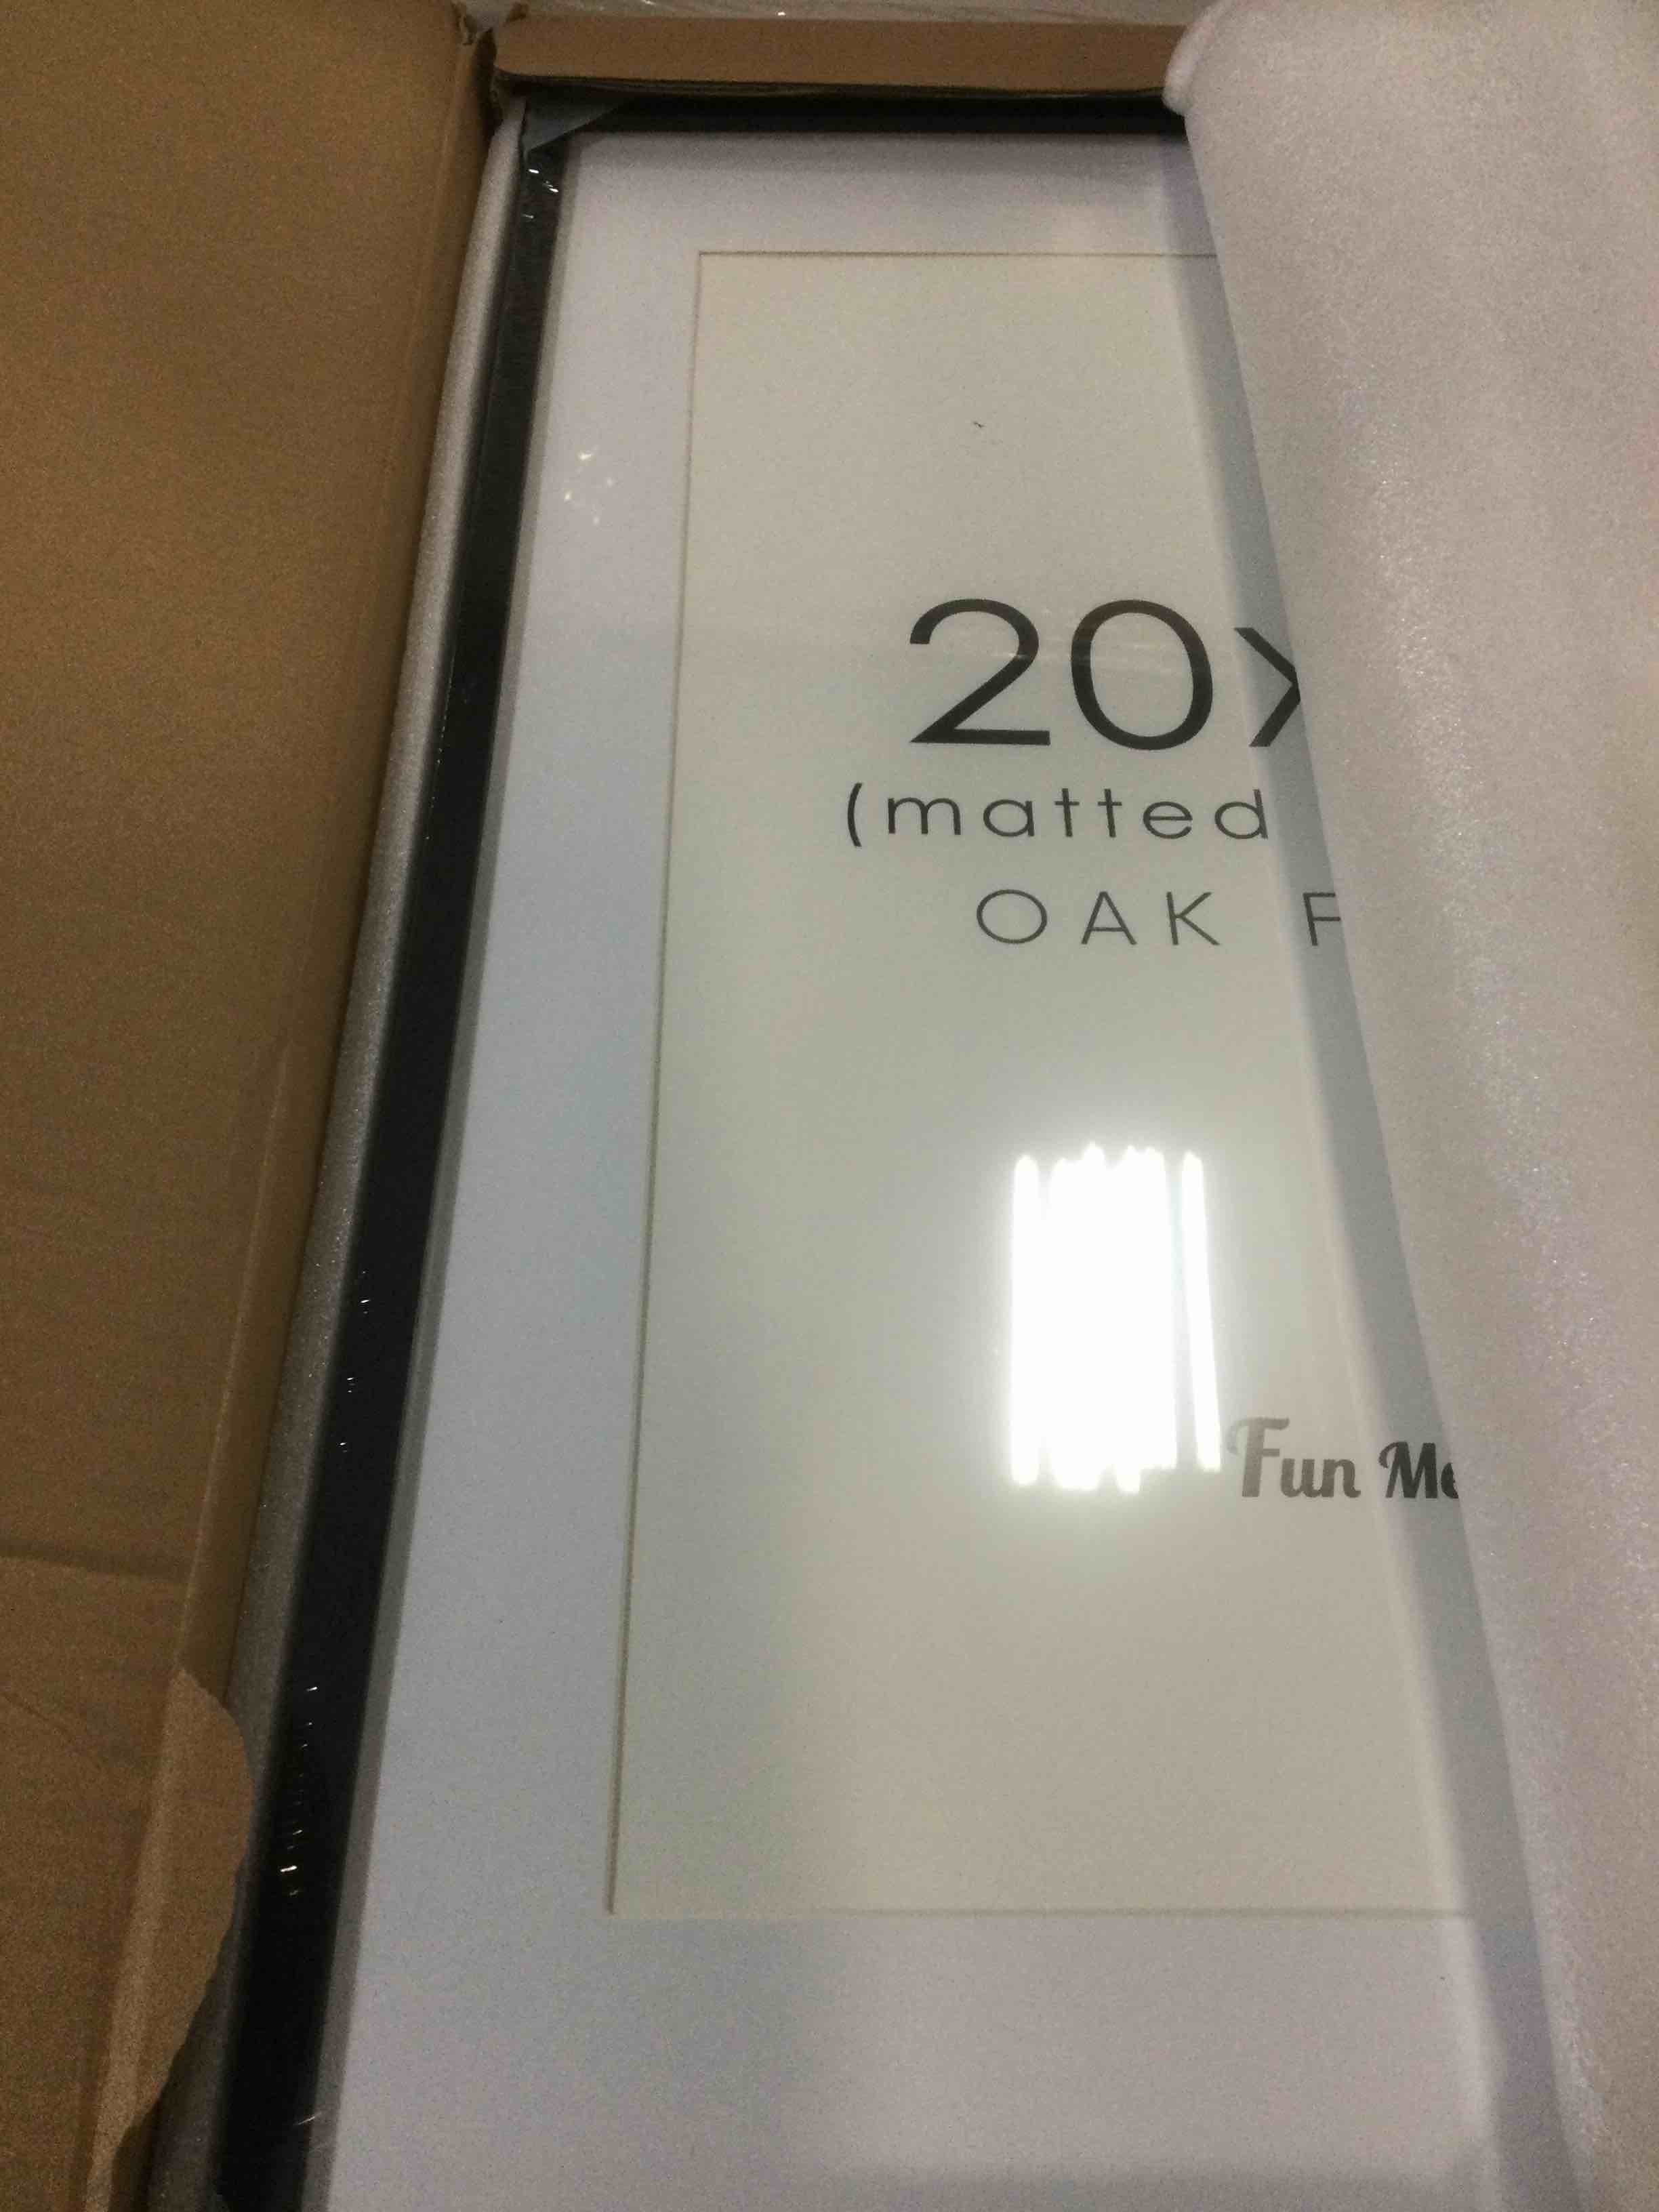 20x
(matted
OAK F
Fun Me